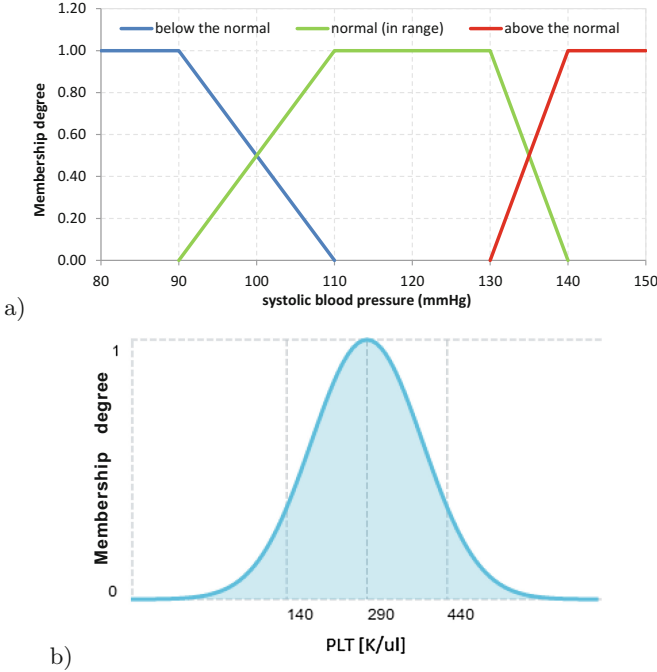 below the normal normal (in range) above the normal
1.20
1.00
0.80
0.60
0.40
0.20
0.00
Membership degree
80 90 100 110 120 130 140 150
systolic blood pressure (mmHg)
a)
1
Membership degree
0
140 290 440
PLT [K/ul]
b)